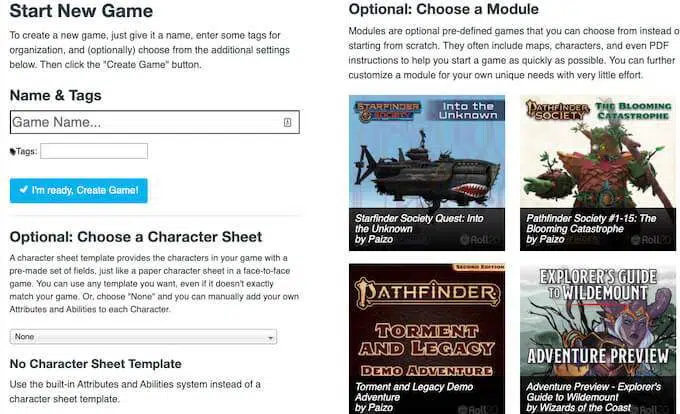 Start New Game
To create a new game, just give it a name, enter some tags for
organization, and (optionally) choose from the additional settings
below. Then click the "Create Game" button.
Name & Tags
Game Name...
Tags:
I'm ready, Create Game!
Optional: Choose a Character Sheet
A character sheet template provides the characters in your game with a
pre-made set of fields, just like a paper character sheet in a face-to-face
game. You can use any template you want, even if it doesn't exactly
match your game. Or, choose "None" and you can manually add your own
Attributes and Abilities to each Character.
None
No Character Sheet Template
Use the built-in Attributes and Abilities system instead of a
character sheet template.
Optional: Choose a Module
Modules are optional pre-defined games that you can choose from instead o
starting from scratch. They often include maps, characters, and even PDF
instructions to help you start a game as quickly as possible. You can further
customize a module for your own unique needs with very little effort.
STARFINDER
SOCIETY
Into the
Unknown
Starfinder Society Quest: Into
the Unknown
by Paizo
Roll20
PATHFINDER
SOCIETY
THE BLOOMING
CATASTROPHE
Pathfinder Society #1-15: The
Blooming Catastrophe
by Paizo
Roll20
SECOND EDITION
PATHFINDER
TORMENT
AND LEGACY
DEMO ADVENTURE
Torment and Legacy Demo
Adventure
by Paizo
EXPLORER'S GUIDE
TO WILDEMOUNT
ADVENTURE PREVIEW
Adventure Preview - Explorer's
Guide to Wildemount
by Wizards of the Coast